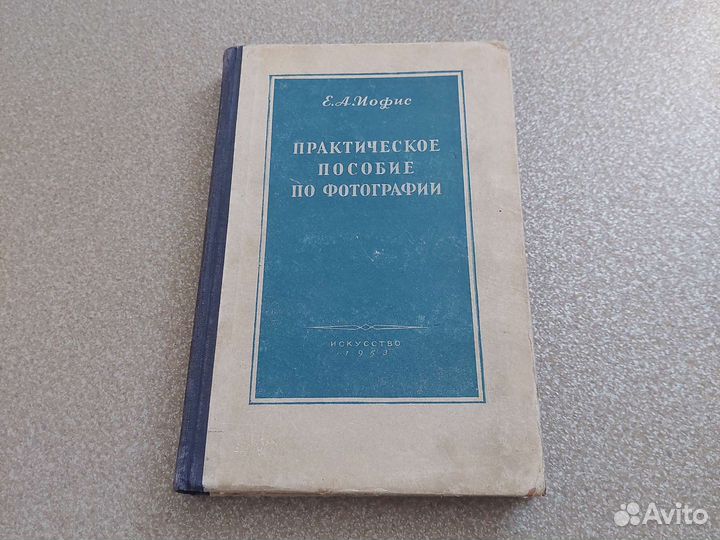 Е.А.Иофис
ПРАКТИЧЕСКОЕ
ПОСОБИЕ
ПО ФОТОГРАФИИ
ИСКУССТВО
1953
Avito